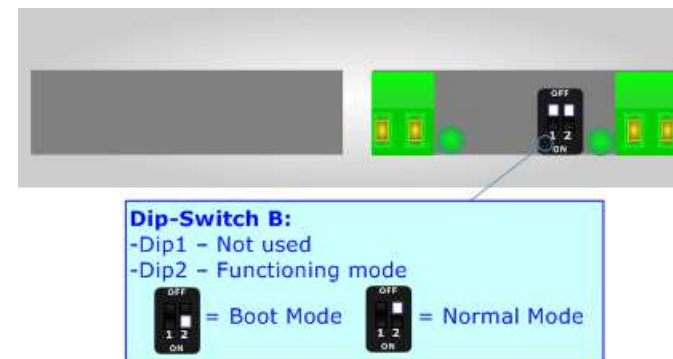 OFF
1 2
ON
Dip-Switch B:
-Dip1 – Not used
-Dip2 – Functioning mode
OFF
1 2
ON
= Boot Mode
OFF
1 2
ON
= Normal Mode